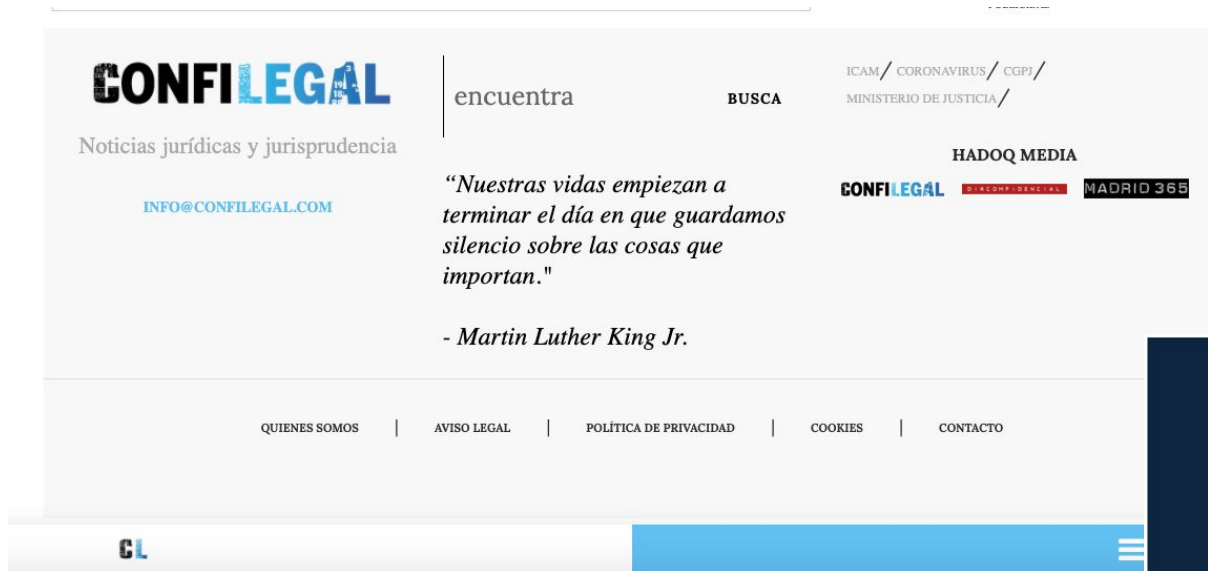 CONFILEGAL
Noticias jurídicas y jurisprudencia
INFO@CONFILEGAL.COM
encuentra BUSCA
“Nuestras vidas empiezan a
terminar el día en que guardamos
silencio sobre las cosas que
importan."
- Martin Luther King Jr.
ICAM/ CORONAVIRUS/ CGPJ/
MINISTERIO DE JUSTICIA/
HADOQ MEDIA
CONFILEGAL DIRCONFIDENCIAL MADRID 365
QUIENES SOMOS | AVISO LEGAL | POLÍTICA DE PRIVACIDAD | COOKIES | CONTACTO
CL